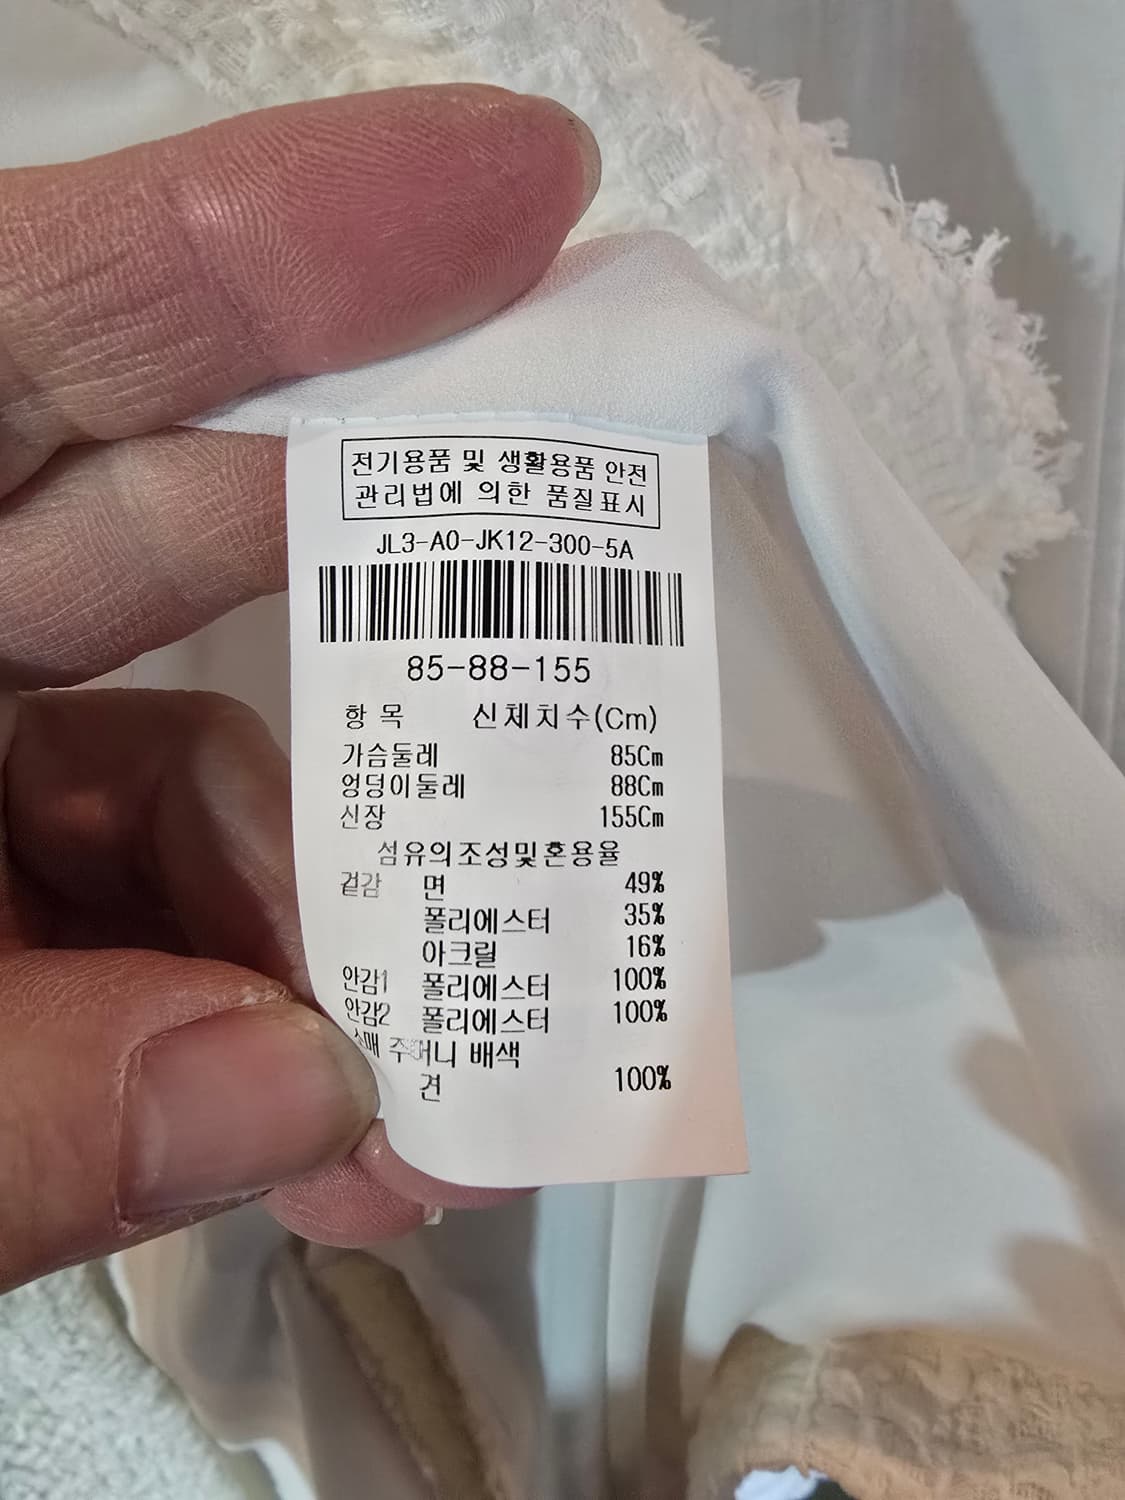 전기용품 및 생활용품 안전
관리법에 의한 품질표시
JL3-A0-JK12-300-5A
85-88-155
항 목 신체치수(Cm)
가슴둘레 85Cm
엉덩이둘레 88Cm
신장 155Cm
섬유의조성및혼용율
겉감 면 49%
폴리에스터 35%
아크릴 16%
안감1 폴리에스터 100%
안감2 폴리에스터 100%
소매 주머니 배색
견 100%